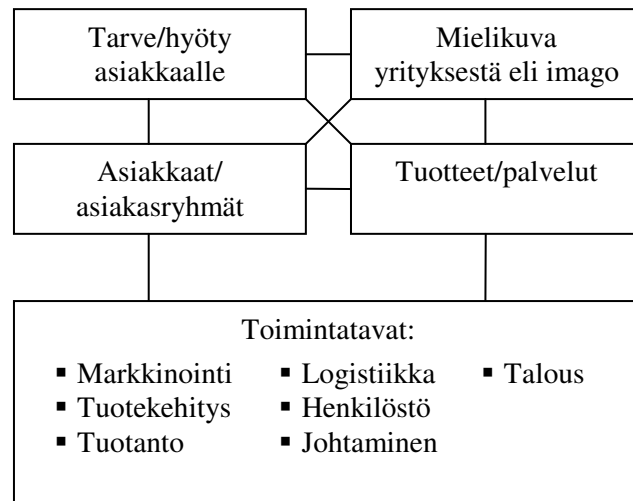 Tarve/hyöty
asiakkaalle
Mielikuva
yrityksestä eli imago
Asiakkaat/
asiakasryhmät
Tuotteet/palvelut
Toimintatavat:
▪ Markkinointi
▪ Tuotekehitys
▪ Tuotanto
▪ Logistiikka
▪ Henkilöstö
▪ Johtaminen
▪ Talous